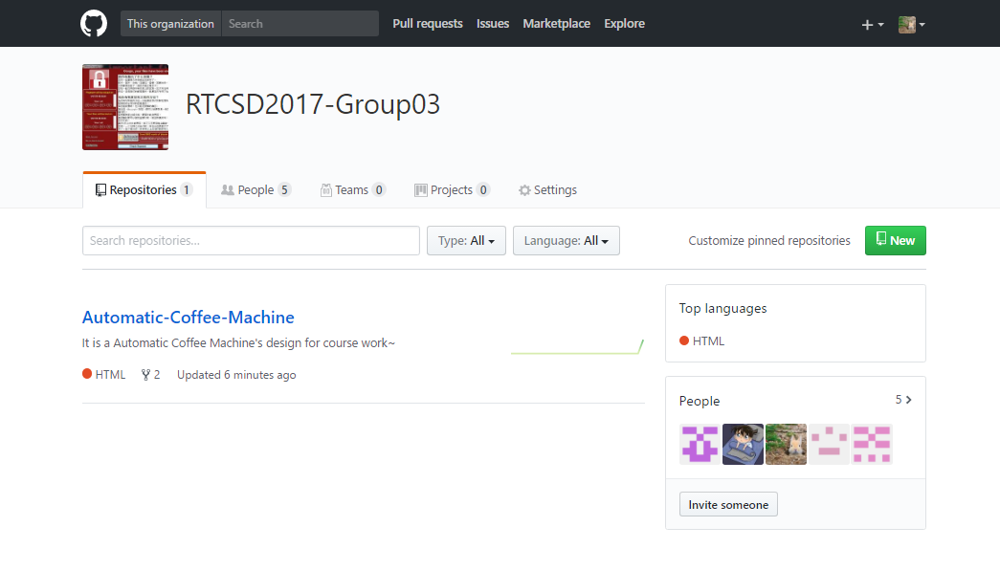 This organization Search Pull requests Issues Marketplace Explore
RTCSD2017-Group03
Repositories 1 People 5 Teams 0 Projects 0 Settings
Search repositories... Type: All Language: All Customize pinned repositories New
Automatic-Coffee-Machine
It is a Automatic Coffee Machine's design for course work~
HTML 2 Updated 6 minutes ago
Top languages
HTML
People 5
Invite someone